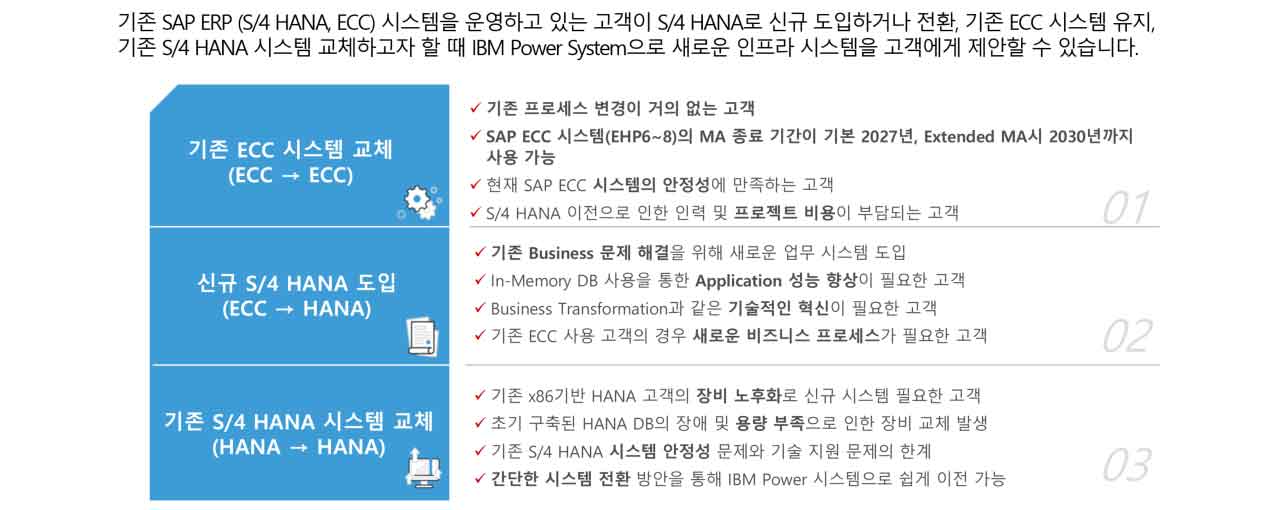 기존 SAP ERP (S/4 HANA, ECC) 시스템을 운영하고 있는 고객이 S/4 HANA로 신규 도입하거나 전환, 기존 ECC 시스템 유지,
기존 S/4 HANA 시스템 교체하고자 할 때 IBM Power System으로 새로운 인프라 시스템을 고객에게 제안할 수 있습니다.
기존 ECC 시스템 교체
(ECC → ECC)
✓ 기존 프로세스 변경이 거의 없는 고객
✓ SAP ECC 시스템(EHP6~8)의 MA 종료 기간이 기본 2027년, Extended MA시 2030년까지
사용 가능
✓ 현재 SAP ECC 시스템의 안정성에 만족하는 고객
✓ S/4 HANA 이전으로 인한 인력 및 프로젝트 비용이 부담되는 고객
01
신규 S/4 HANA 도입
(ECC → HANA)
✓ 기존 Business 문제 해결을 위해 새로운 업무 시스템 도입
✓ In-Memory DB 사용을 통한 Application 성능 향상이 필요한 고객
✓ Business Transformation과 같은 기술적인 혁신이 필요한 고객
✓ 기존 ECC 사용 고객의 경우 새로운 비즈니스 프로세스가 필요한 고객
02
기존 S/4 HANA 시스템 교체
(HANA → HANA)
✓ 기존 x86기반 HANA 고객의 장비 노후화로 신규 시스템 필요한 고객
✓ 초기 구축된 HANA DB의 장애 및 용량 부족으로 인한 장비 교체 발생
✓ 기존 S/4 HANA 시스템 안정성 문제와 기술 지원 문제의 한계
✓ 간단한 시스템 전환 방안을 통해 IBM Power 시스템으로 쉽게 이전 가능
03